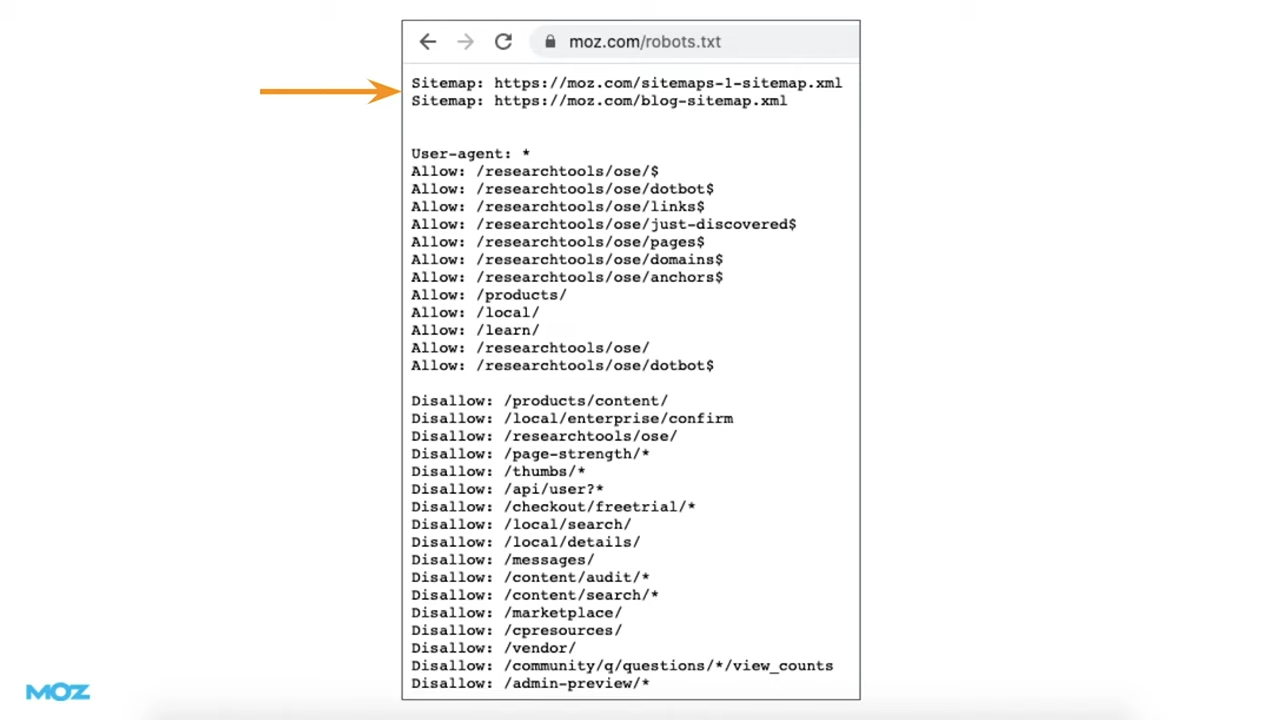 moz.com/robots.txt
Sitemap: https://moz.com/sitemaps-1-sitemap.xml
Sitemap: https://moz.com/blog-sitemap.xml
User-agent: *
Allow: /researchtools/ose/$
Allow: /researchtools/ose/dotbot$
Allow: /researchtools/ose/links$
Allow: /researchtools/ose/just-discovered$
Allow: /researchtools/ose/pages$
Allow: /researchtools/ose/domains$
Allow: /researchtools/ose/anchors$
Allow: /products/
Allow: /local/
Allow: /learn/
Allow: /researchtools/ose/
Allow: /researchtools/ose/dotbot$
Disallow: /products/content/
Disallow: /local/enterprise/confirm
Disallow: /researchtools/ose/
Disallow: /page-strength/*
Disallow: /thumbs/*
Disallow: /api/user?*
Disallow: /checkout/freetrial/*
Disallow: /local/search/
Disallow: /local/details/
Disallow: /messages/
Disallow: /content/audit/*
Disallow: /content/search/*
Disallow: /marketplace/
Disallow: /cpresources/
Disallow: /vendor/
Disallow: /community/q/questions/*/view_counts
Disallow: /admin-preview/*
MOZ